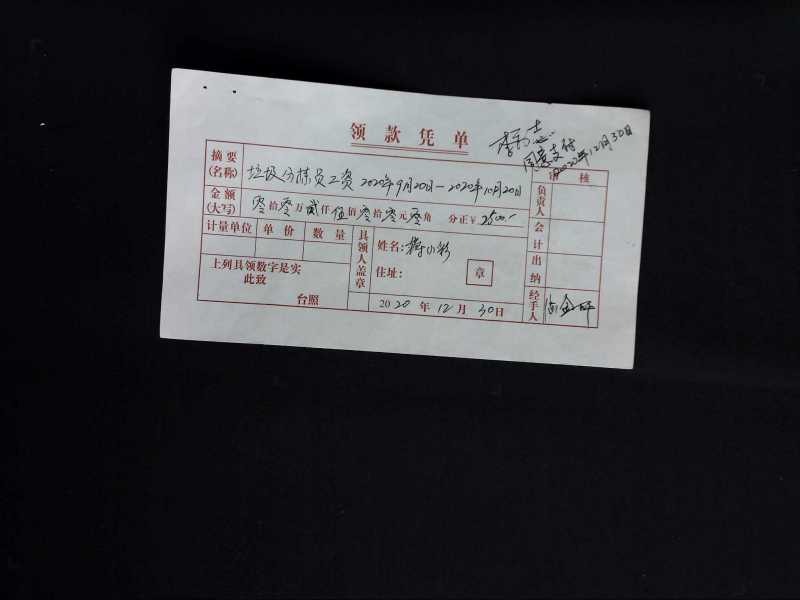 领款凭单
同意支付
2020年12月30日
摘要(名称) 垃圾分拣员工资 2020年9月20日—2020年10月20日
审核
金额(大写) 零拾零万贰仟伍佰零拾零元零角 分正¥ 2500.-
负责人
计量单位 单价 数量
具领人盖章
姓名: 小彩
会计
住址: 章
上列具领数字是实
此致
台照
出纳
2020年12月30日
经手人